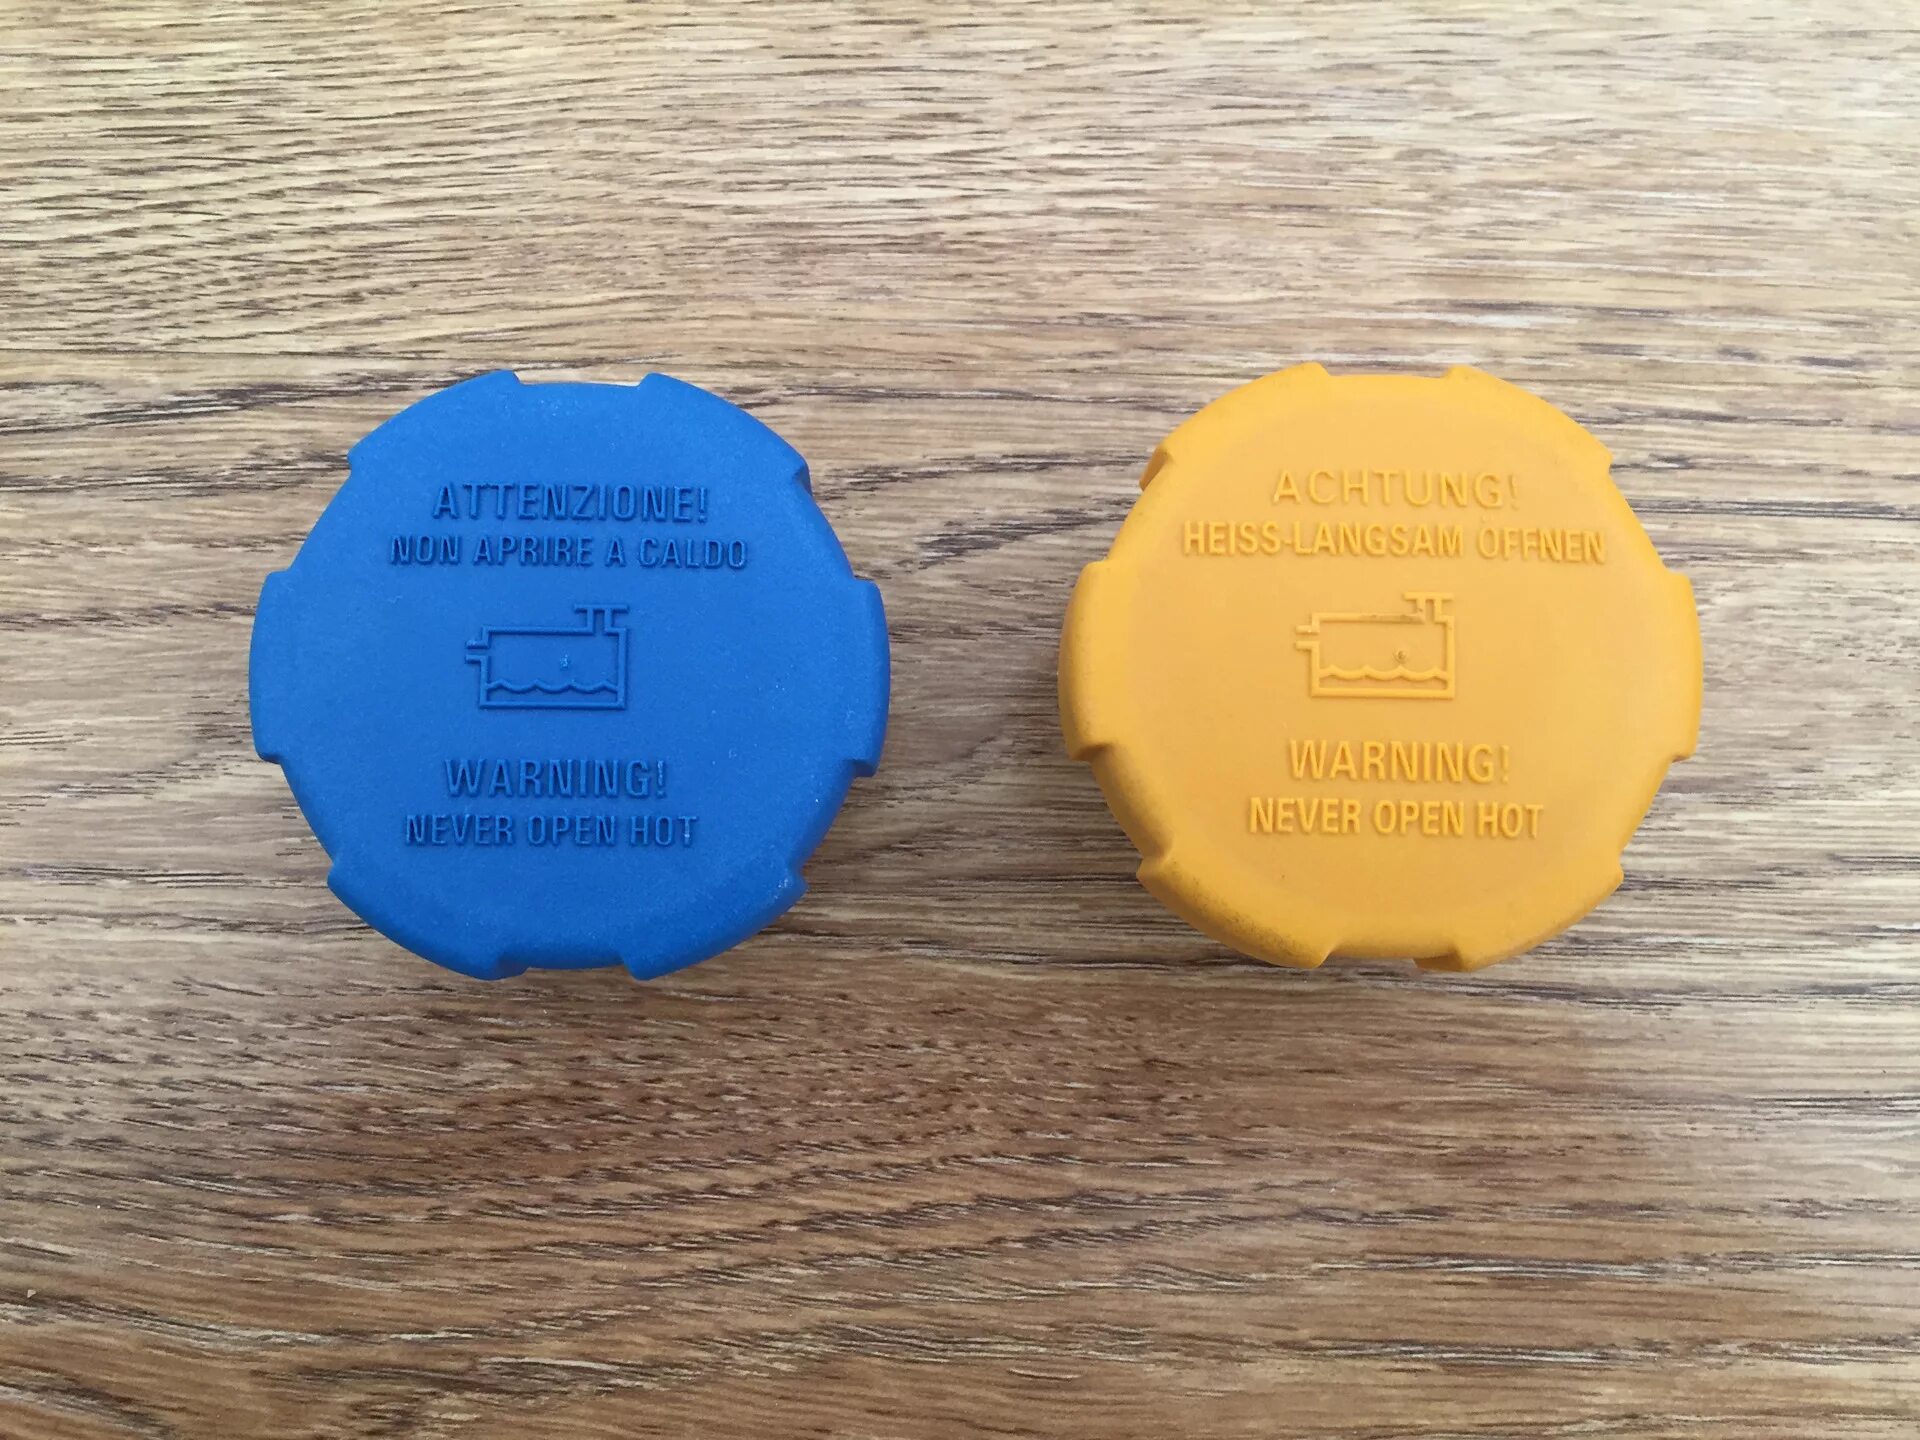 ATTENZIONE!
NON APRIRE A CALDO
WARNING!
NEVER OPEN HOT
ACHTUNG!
HEISS-LANGSAM ÖFFNEN
WARNING!
NEVER OPEN HOT